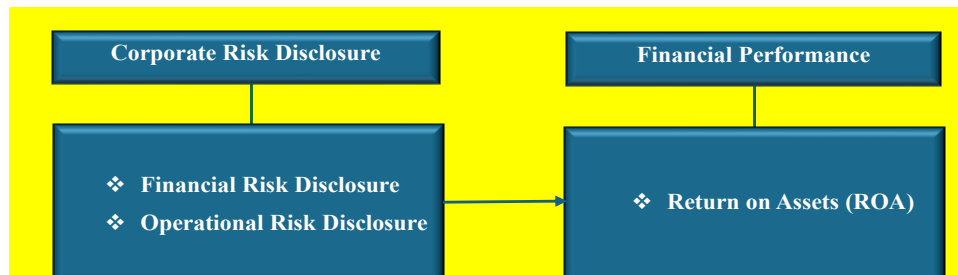 Corporate Risk Disclosure
Financial Performance
❖ Financial Risk Disclosure
❖ Operational Risk Disclosure
❖ Return on Assets (ROA)